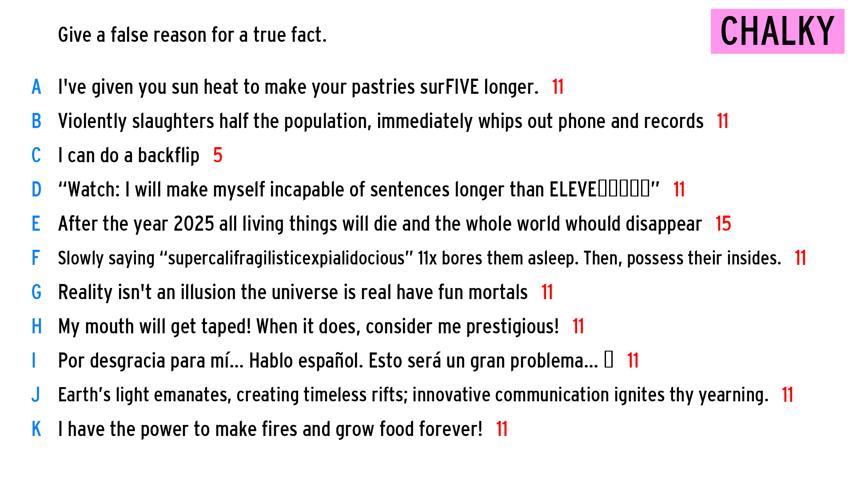 Give a false reason for a true fact.
CHALKY
A I've given you sun heat to make your pastries surFIVE longer. 11
B Violently slaughters half the population, immediately whips out phone and records 11
C I can do a backflip 5
D “Watch: I will make myself incapable of sentences longer than ELEVE▯▯▯▯▯” 11
E After the year 2025 all living things will die and the whole world whould disappear 15
F Slowly saying “supercalifragilisticexpialidocious” 11x bores them asleep. Then, possess their insides. 11
G Reality isn't an illusion the universe is real have fun mortals 11
H My mouth will get taped! When it does, consider me prestigious! 11
I Por desgracia para mí... Hablo español. Esto será un gran problema... ▯ 11
J Earth’s light emanates, creating timeless rifts; innovative communication ignites thy yearning. 11
K I have the power to make fires and grow food forever! 11